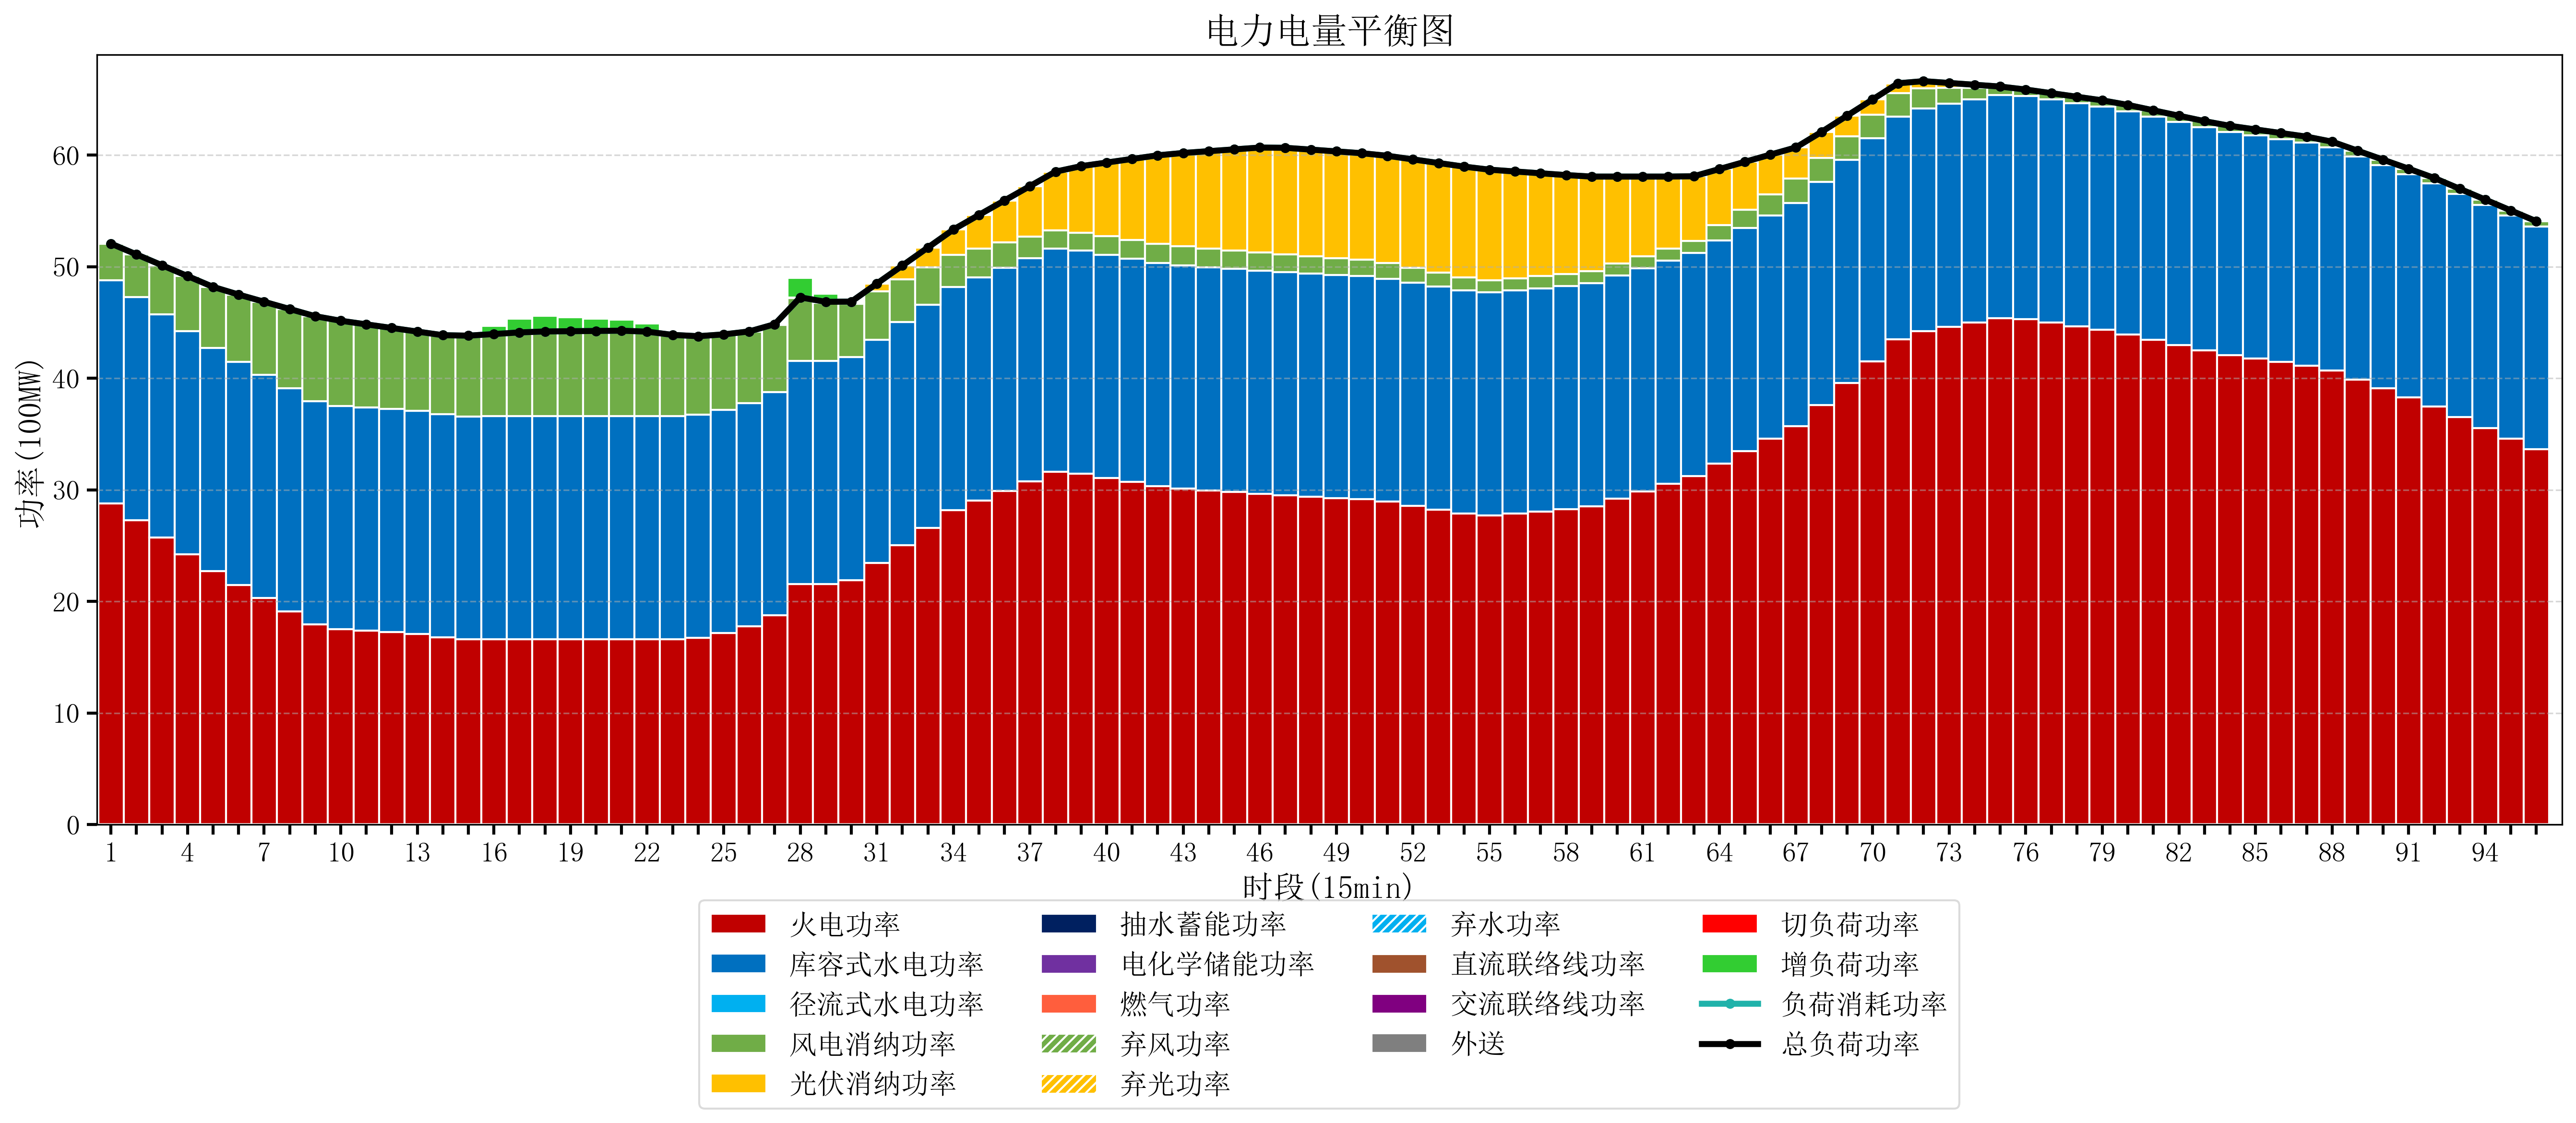 电力电量平衡图
功率(100MW)
60
50
40
30
20
10
0
1 4 7 10 13 16 19 22 25 28 31 34 37 40 43 46 49 52 55 58 61 64 67 70 73 76 79 82 85 88 91 94
时段(15min)
火电功率
库容式水电功率
径流式水电功率
风电消纳功率
光伏消纳功率
抽水蓄能功率
电化学储能功率
燃气功率
弃风功率
弃光功率
弃水功率
直流联络线功率
交流联络线功率
外送
切负荷功率
增负荷功率
负荷消耗功率
总负荷功率